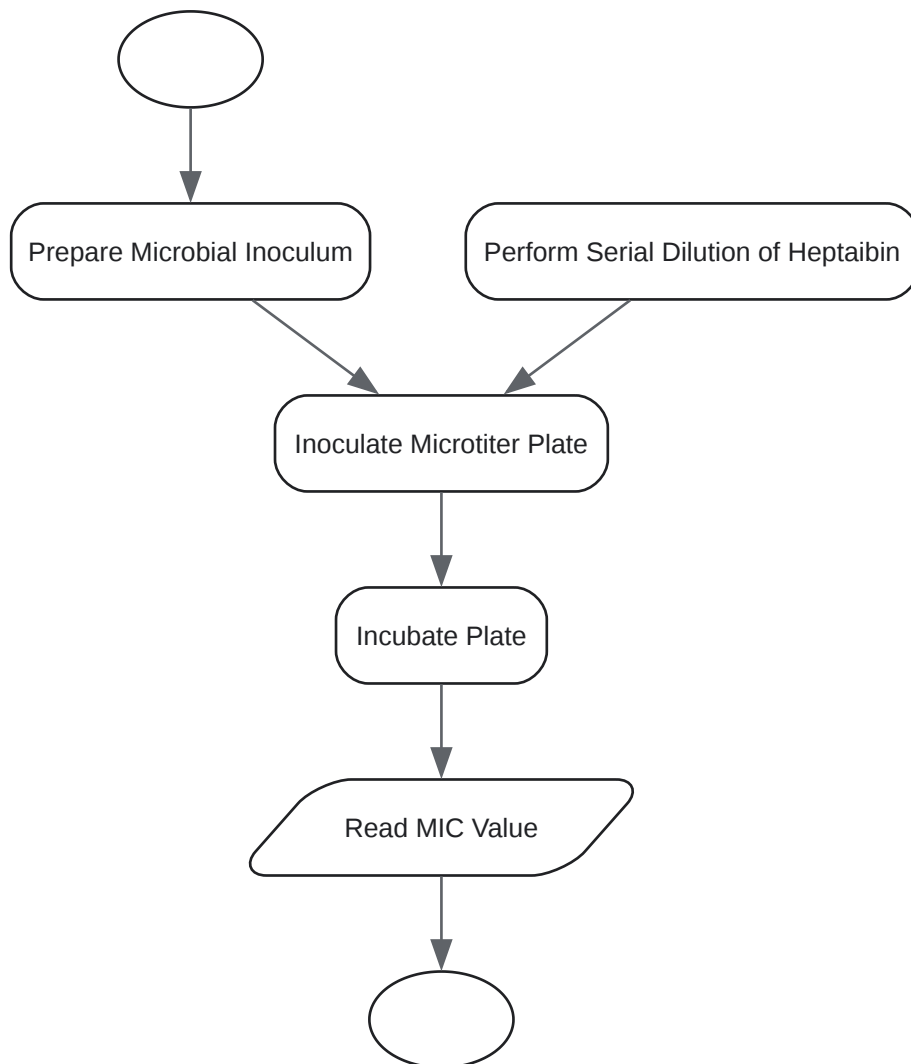 Prepare Microbial Inoculum
Perform Serial Dilution of Heptaibin
Inoculate Microtiter Plate
Incubate Plate
Read MIC Value